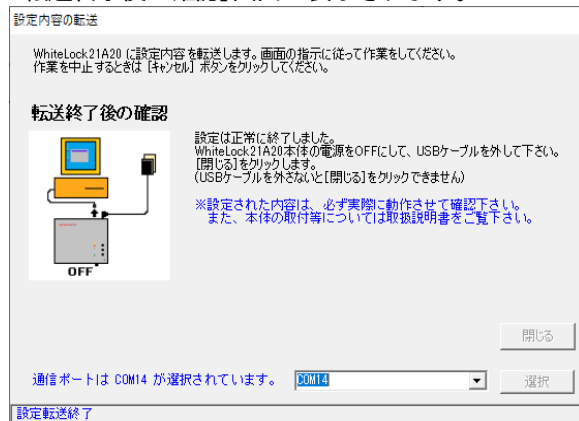 設定内容の転送
WhiteLock21A20 に設定内容を転送します。画面の指示に従って作業をしてください。
作業を中止するときは [キャンセル] ボタンをクリックしてください。
転送終了後の確認
設定は正常に終了しました。
WhiteLock21A20本体の電源をOFFにして、USBケーブルを外して下さい。
[閉じる]をクリックします。
(USBケーブルを外さないと[閉じる]をクリックできません)
※設定された内容は、必ず実際に動作させて確認下さい。
また、本体の取付等については取扱説明書をご覧下さい。
OFF
閉じる
通信ポートは COM14 が選択されています。
COM14
選択
設定転送終了